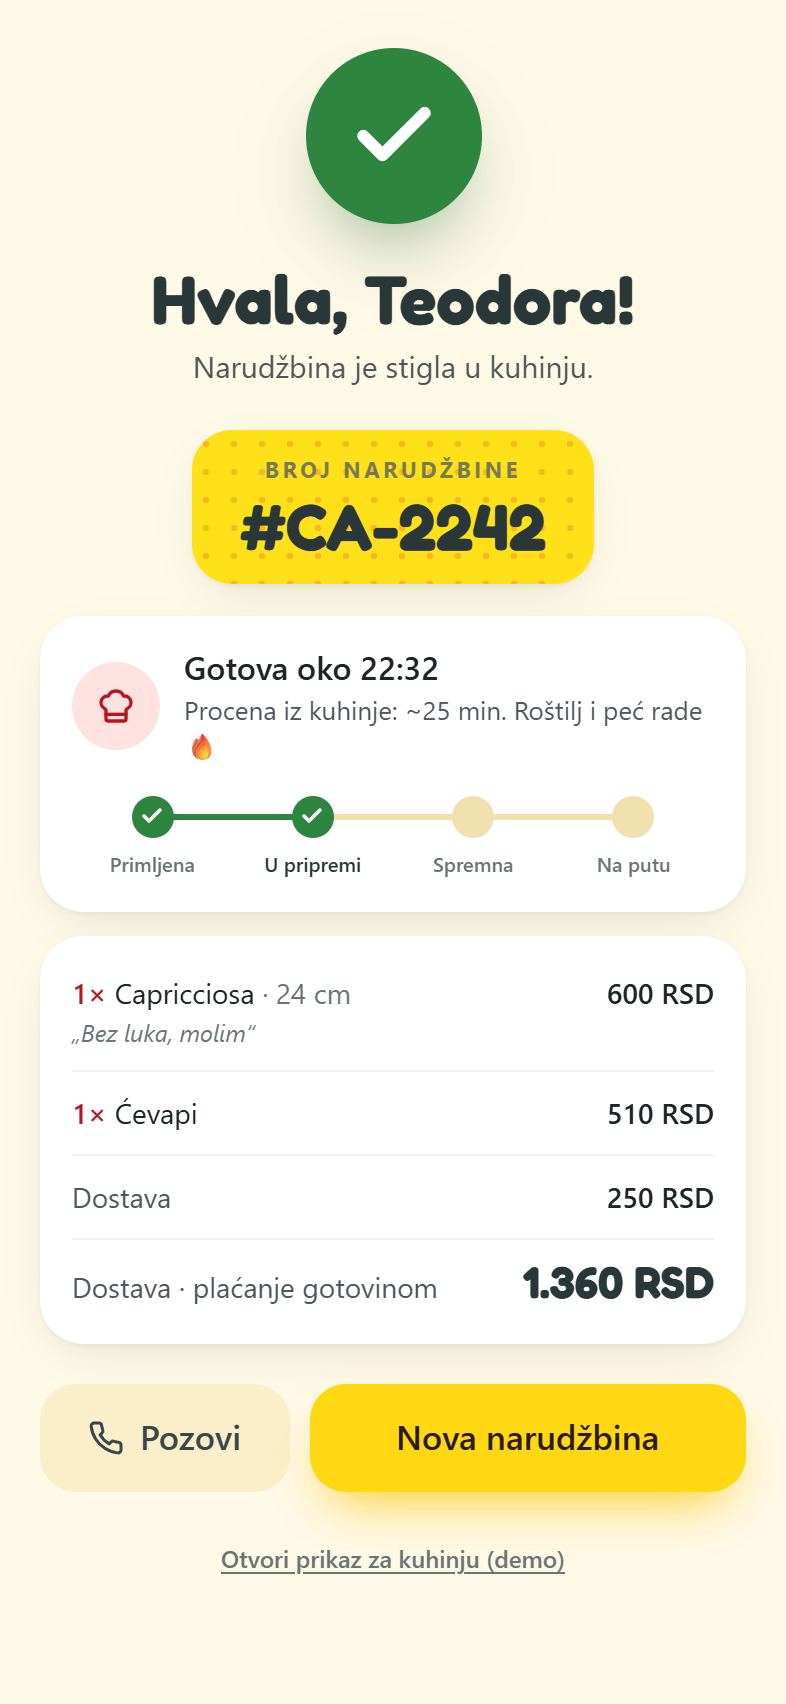 Hvala, Teodora!
Narudžbina je stigla u kuhinju.
BROJ NARUDŽBINE
#CA-2242
Gotova oko 22:32
Procena iz kuhinje: ~25 min. Roštilj i peć rade
🔥
Primljena U pripremi Spremna Na putu
1× Capricciosa · 24 cm 600 RSD
„Bez luka, molim“
1× Ćevapi 510 RSD
Dostava 250 RSD
Dostava · plaćanje gotovinom 1.360 RSD
Pozovi Nova narudžbina
Otvori prikaz za kuhinju (demo)